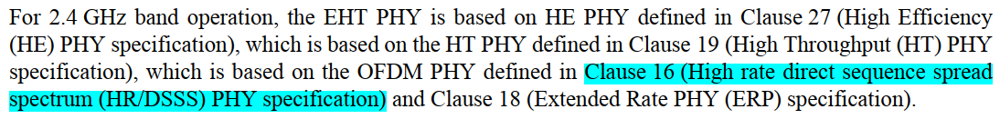 For 2.4 GHz band operation, the EHT PHY is based on HE PHY defined in Clause 27 (High Efficiency
(HE) PHY specification), which is based on the HT PHY defined in Clause 19 (High Throughput (HT) PHY
specification), which is based on the OFDM PHY defined in Clause 16 (High rate direct sequence spread
spectrum (HR/DSSS) PHY specification) and Clause 18 (Extended Rate PHY (ERP) specification).